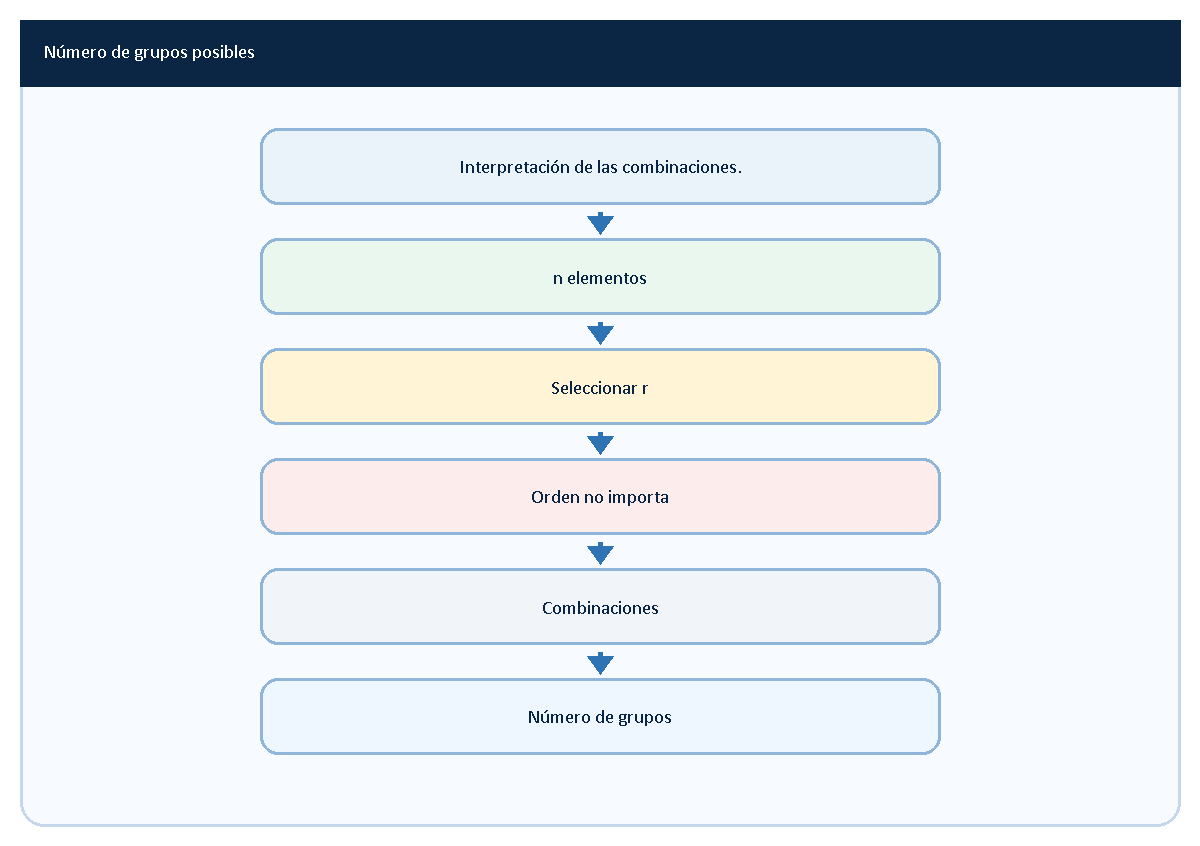 Número de grupos posibles
Interpretación de las combinaciones.
n elementos
Seleccionar r
Orden no importa
Combinaciones
Número de grupos